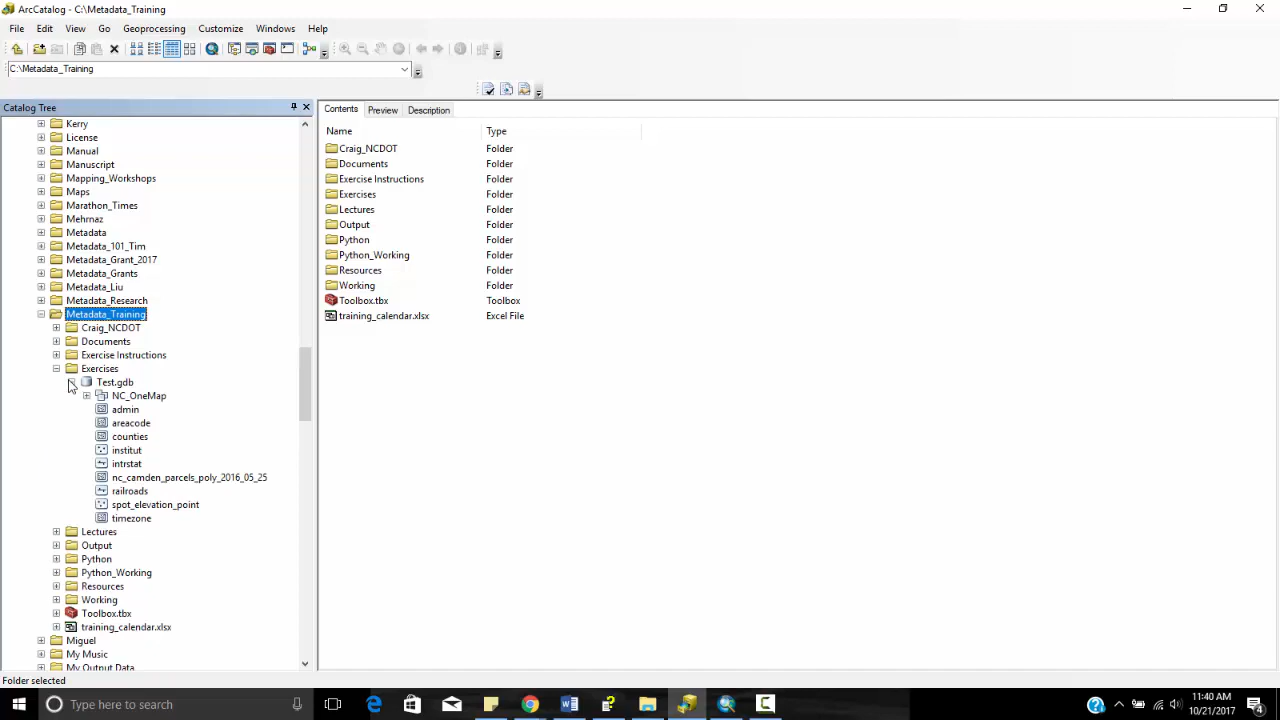 ArcCatalog - C:\Metadata_Training
File Edit View Go Geoprocessing Customize Windows Help
C:\Metadata_Training
Catalog Tree
Kerry
License
Manual
Manuscript
Mapping_Workshops
Maps
Marathon_Times
Mehrnaz
Metadata
Metadata_101_Tim
Metadata_Grant_2017
Metadata_Grants
Metadata_Liu
Metadata_Research
Metadata_Training
Craig_NCDOT
Documents
Exercise Instructions
Exercises
Test.gdb
NC_OneMap
admin
areacode
counties
institut
intrstat
nc_camden_parcels_poly_2016_05_25
railroads
spot_elevation_point
timezone
Lectures
Output
Python
Python_Working
Resources
Working
Toolbox.tbx
training_calendar.xlsx
Miguel
My Music
My Output Data
Contents Preview Description
Name Type
Craig_NCDOT Folder
Documents Folder
Exercise Instructions Folder
Exercises Folder
Lectures Folder
Output Folder
Python Folder
Python_Working Folder
Resources Folder
Working Folder
Toolbox.tbx Toolbox
training_calendar.xlsx Excel File
Folder selected
Type here to search
11:40 AM
10/21/2017
4